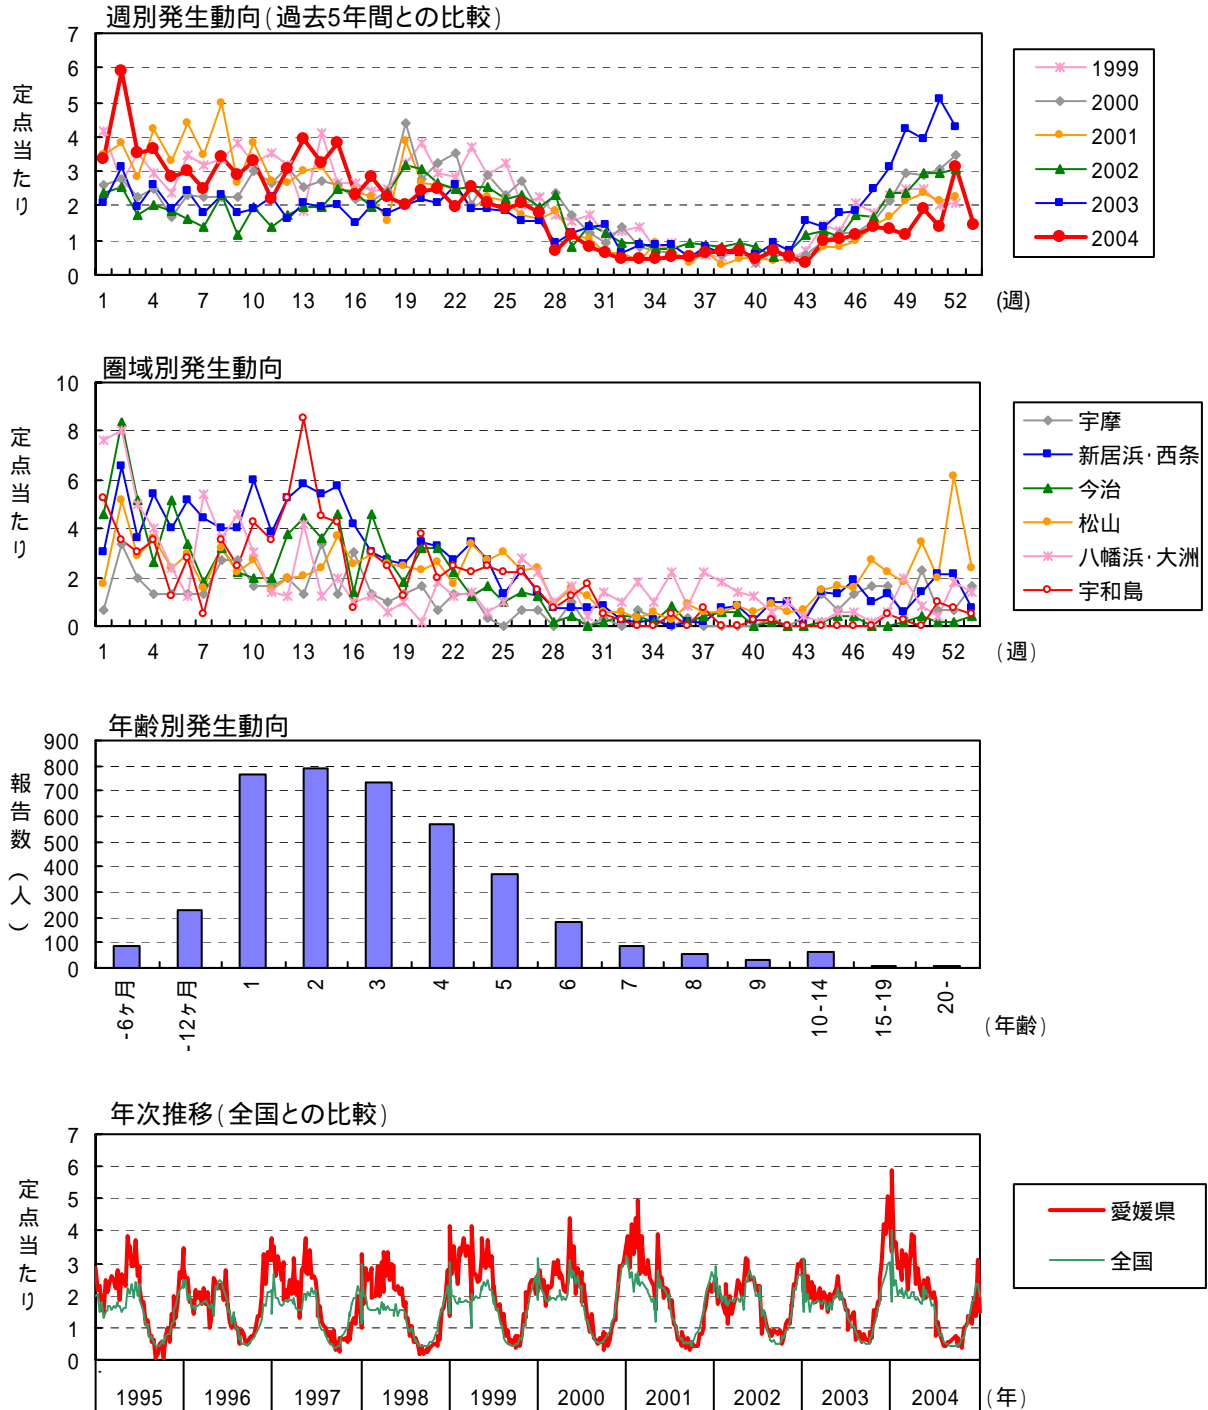 週別発生動向(過去5年間との比較)
定点当たり
7
6
5
4
3
2
1
0
1 4 7 10 13 16 19 22 25 28 31 34 37 40 43 46 49 52 (週)
1999
2000
2001
2002
2003
2004
圏域別発生動向
定点当たり
10
8
6
4
2
0
1 4 7 10 13 16 19 22 25 28 31 34 37 40 43 46 49 52 (週)
宇摩
新居浜･西条
今治
松山
八幡浜･大洲
宇和島
年齢別発生動向
報告数(人)
900
800
700
600
500
400
300
200
100
0
-6ヶ月 -12ヶ月 1 2 3 4 5 6 7 8 9 10-14 15-19 20-
(年齢)
年次推移(全国との比較)
定点当たり
7
6
5
4
3
2
1
0
1995 1996 1997 1998 1999 2000 2001 2002 2003 2004 (年)
愛媛県
全国